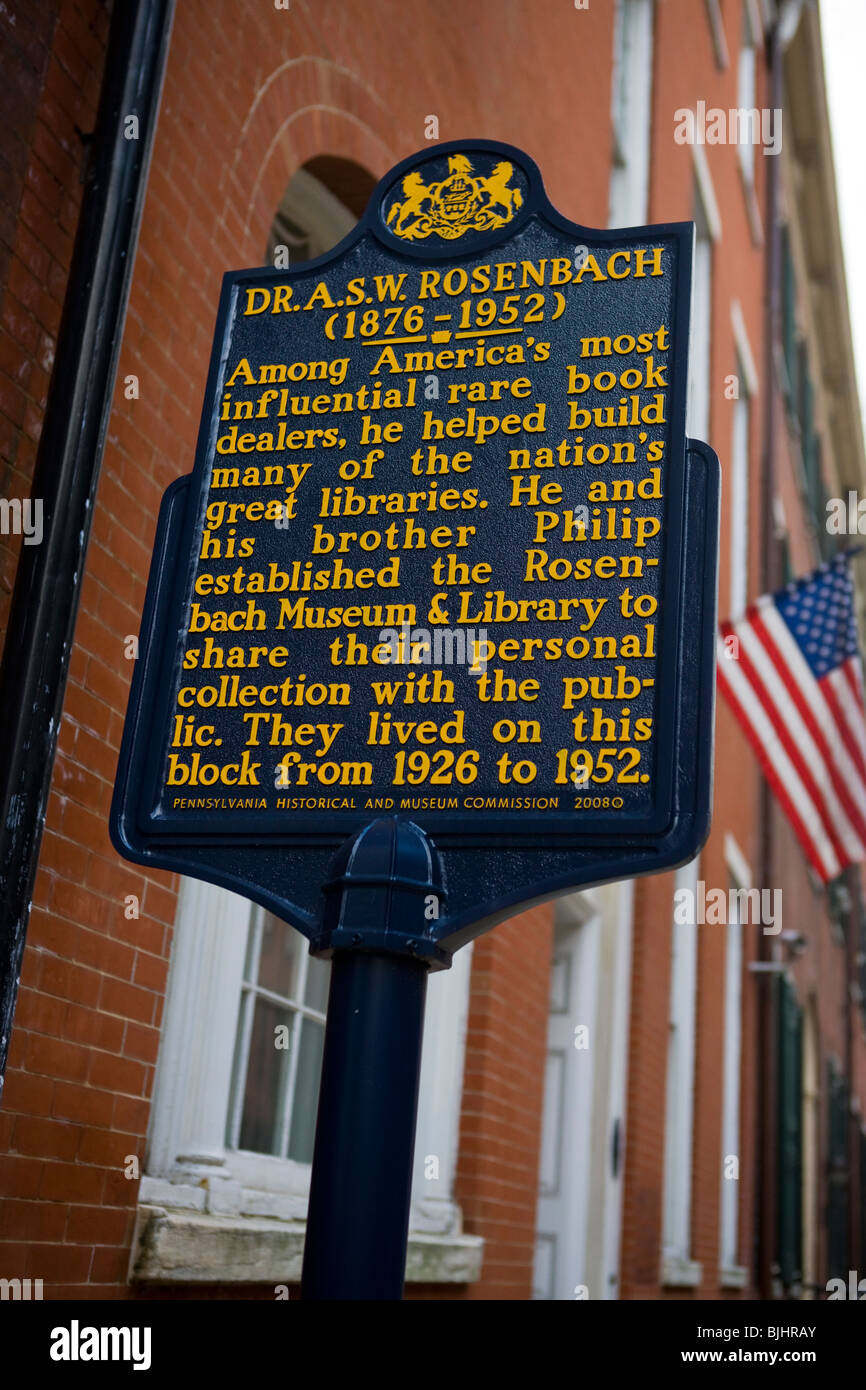 DR. A.S.W. ROSENBACH
(1876 - 1952)
Among America's most
influential rare book
dealers, he helped build
many of the nation's
great libraries. He and
his brother Philip
established the Rosen-
bach Museum & Library to
share their personal
collection with the pub-
lic. They lived on this
block from 1926 to 1952.
PENNSYLVANIA HISTORICAL AND MUSEUM COMMISSION 2008©
alamy
Image ID: BJHRAY
www.alamy.com